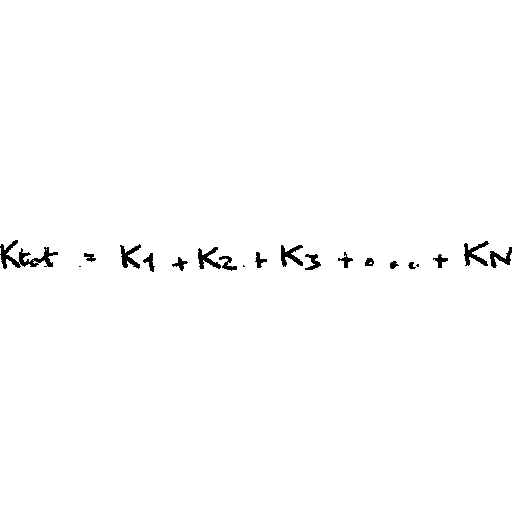 Ktot = K1 + K2 + K3 + ... + KN